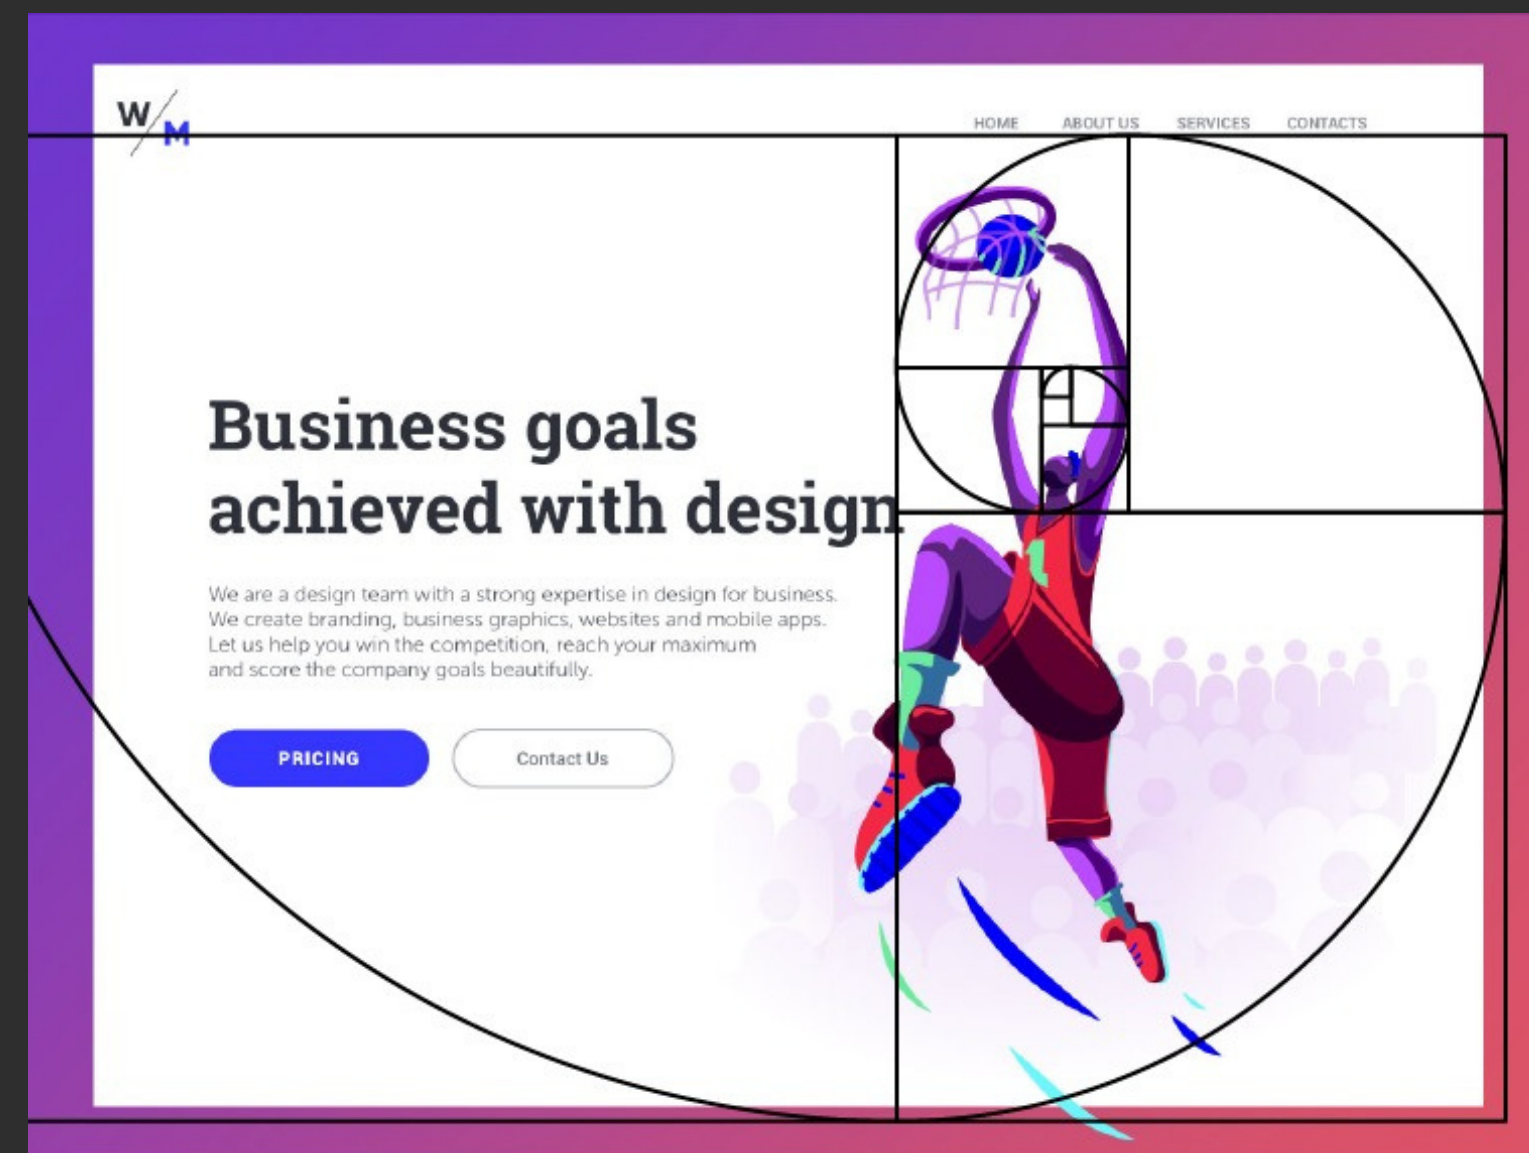 W/M
HOME ABOUT US SERVICES CONTACTS
Business goals
achieved with design
We are a design team with a strong expertise in design for business.
We create branding, business graphics, websites and mobile apps.
Let us help you win the competition, reach your maximum
and score the company goals beautifully.
PRICING Contact Us
1